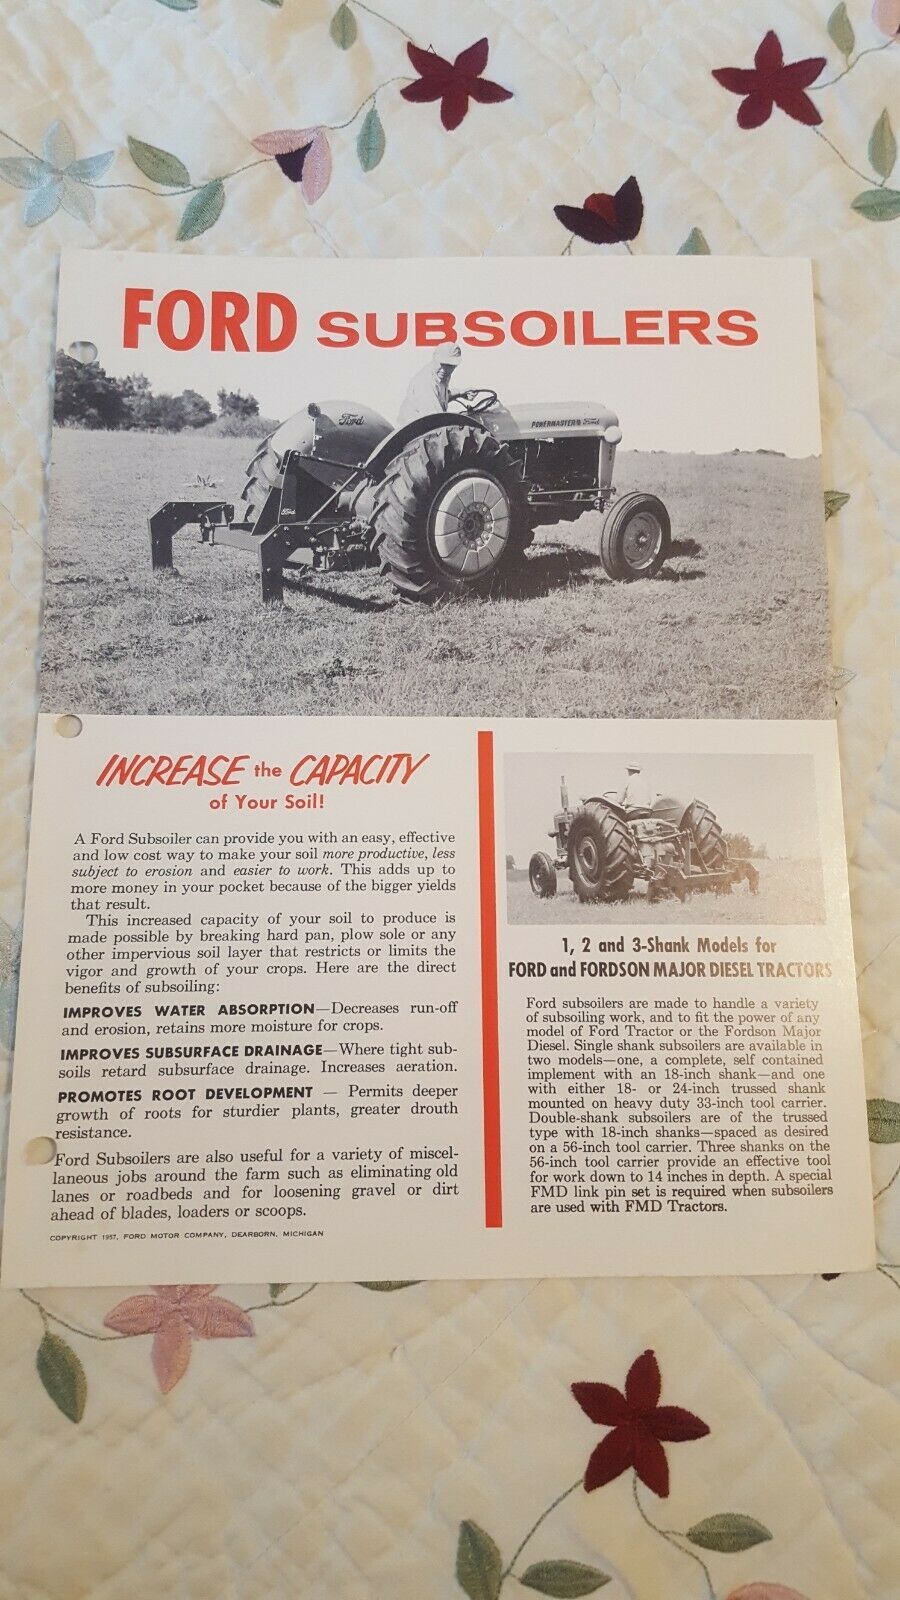 FORD SUBSOILERS
Ford
POWERMASTER Ford
Ford
INCREASE the CAPACITY
of Your Soil!
A Ford Subsoiler can provide you with an easy, effective
and low cost way to make your soil more productive, less
subject to erosion and easier to work. This adds up to
more money in your pocket because of the bigger yields
that result.
This increased capacity of your soil to produce is
made possible by breaking hard pan, plow sole or any
other impervious soil layer that restricts or limits the
vigor and growth of your crops. Here are the direct
benefits of subsoiling:
IMPROVES WATER ABSORPTION—Decreases run-off
and erosion, retains more moisture for crops.
IMPROVES SUBSURFACE DRAINAGE—Where tight sub-
soils retard subsurface drainage. Increases aeration.
PROMOTES ROOT DEVELOPMENT — Permits deeper
growth of roots for sturdier plants, greater drouth
resistance.
Ford Subsoilers are also useful for a variety of miscel-
laneous jobs around the farm such as eliminating old
lanes or roadbeds and for loosening gravel or dirt
ahead of blades, loaders or scoops.
COPYRIGHT 1957, FORD MOTOR COMPANY, DEARBORN, MICHIGAN
1, 2 and 3-Shank Models for
FORD and FORDSON MAJOR DIESEL TRACTORS
Ford subsoilers are made to handle a variety
of subsoiling work, and to fit the power of any
model of Ford Tractor or the Fordson Major
Diesel. Single shank subsoilers are available in
two models—one, a complete, self contained
implement with an 18-inch shank—and one
with either 18- or 24-inch trussed shank
mounted on heavy duty 33-inch tool carrier.
Double-shank subsoilers are of the trussed
type with 18-inch shanks—spaced as desired
on a 56-inch tool carrier. Three shanks on the
56-inch tool carrier provide an effective tool
for work down to 14 inches in depth. A special
FMD link pin set is required when subsoilers
are used with FMD Tractors.